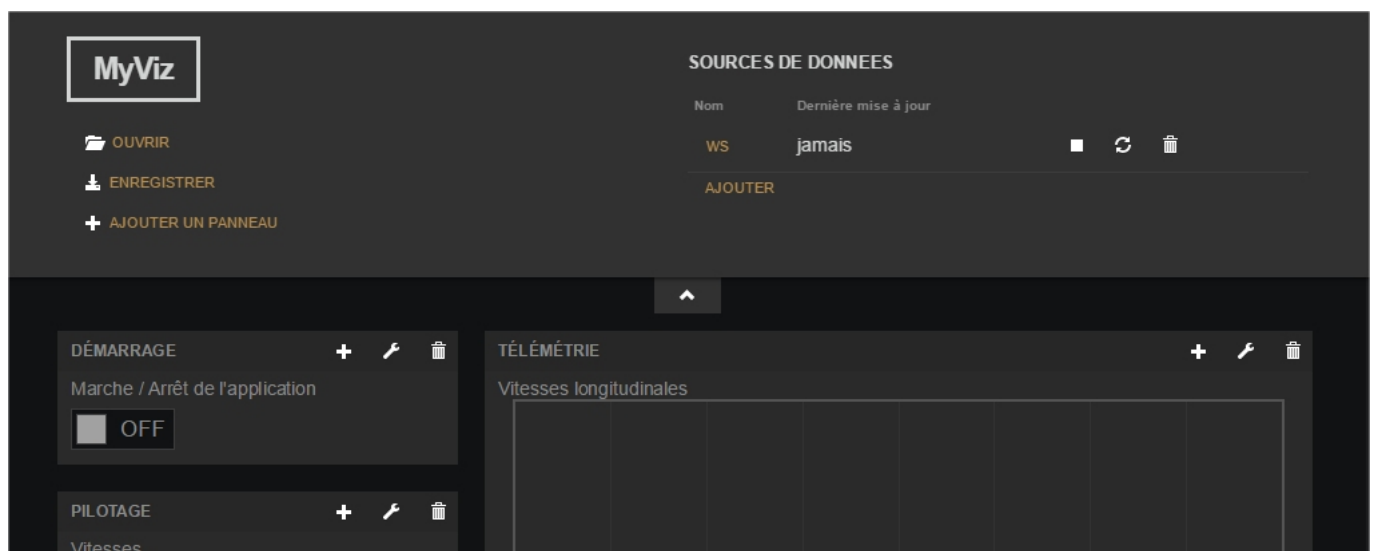 MyViz
OUVRIR
ENREGISTRER
AJOUTER UN PANNEAU
SOURCES DE DONNEES
Nom Dernière mise à jour
WS jamais
AJOUTER
DÉMARRAGE
Marche / Arrêt de l'application
OFF
PILOTAGE
Vitesses
TÉLÉMÉTRIE
Vitesses longitudinales